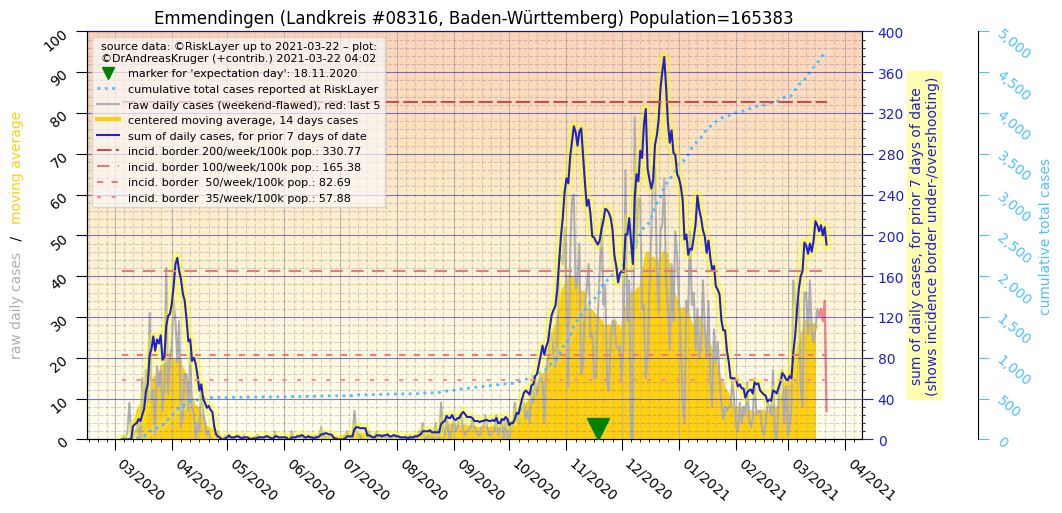 Emmendingen (Landkreis #08316, Baden-Württemberg) Population=165383
source data: ©RiskLayer up to 2021-03-22 – plot:
©DrAndreasKruger (+contrib.) 2021-03-22 04:02
marker for 'expectation day': 18.11.2020
cumulative total cases reported at RiskLayer
raw daily cases (weekend-flawed), red: last 5
centered moving average, 14 days cases
sum of daily cases, for prior 7 days of date
incid. border 200/week/100k pop.: 330.77
incid. border 100/week/100k pop.: 165.38
incid. border  50/week/100k pop.: 82.69
incid. border  35/week/100k pop.: 57.88
raw daily cases / moving average
100
90
80
70
60
50
40
30
20
10
0
03/2020
04/2020
05/2020
06/2020
07/2020
08/2020
09/2020
10/2020
11/2020
12/2020
01/2021
02/2021
03/2021
04/2021
400
360
320
280
240
200
160
120
80
40
0
sum of daily cases, for prior 7 days of date
(shows incidence border under-/overshooting)
5,000
4,500
4,000
3,500
3,000
2,500
2,000
1,500
1,000
500
0
cumulative total cases